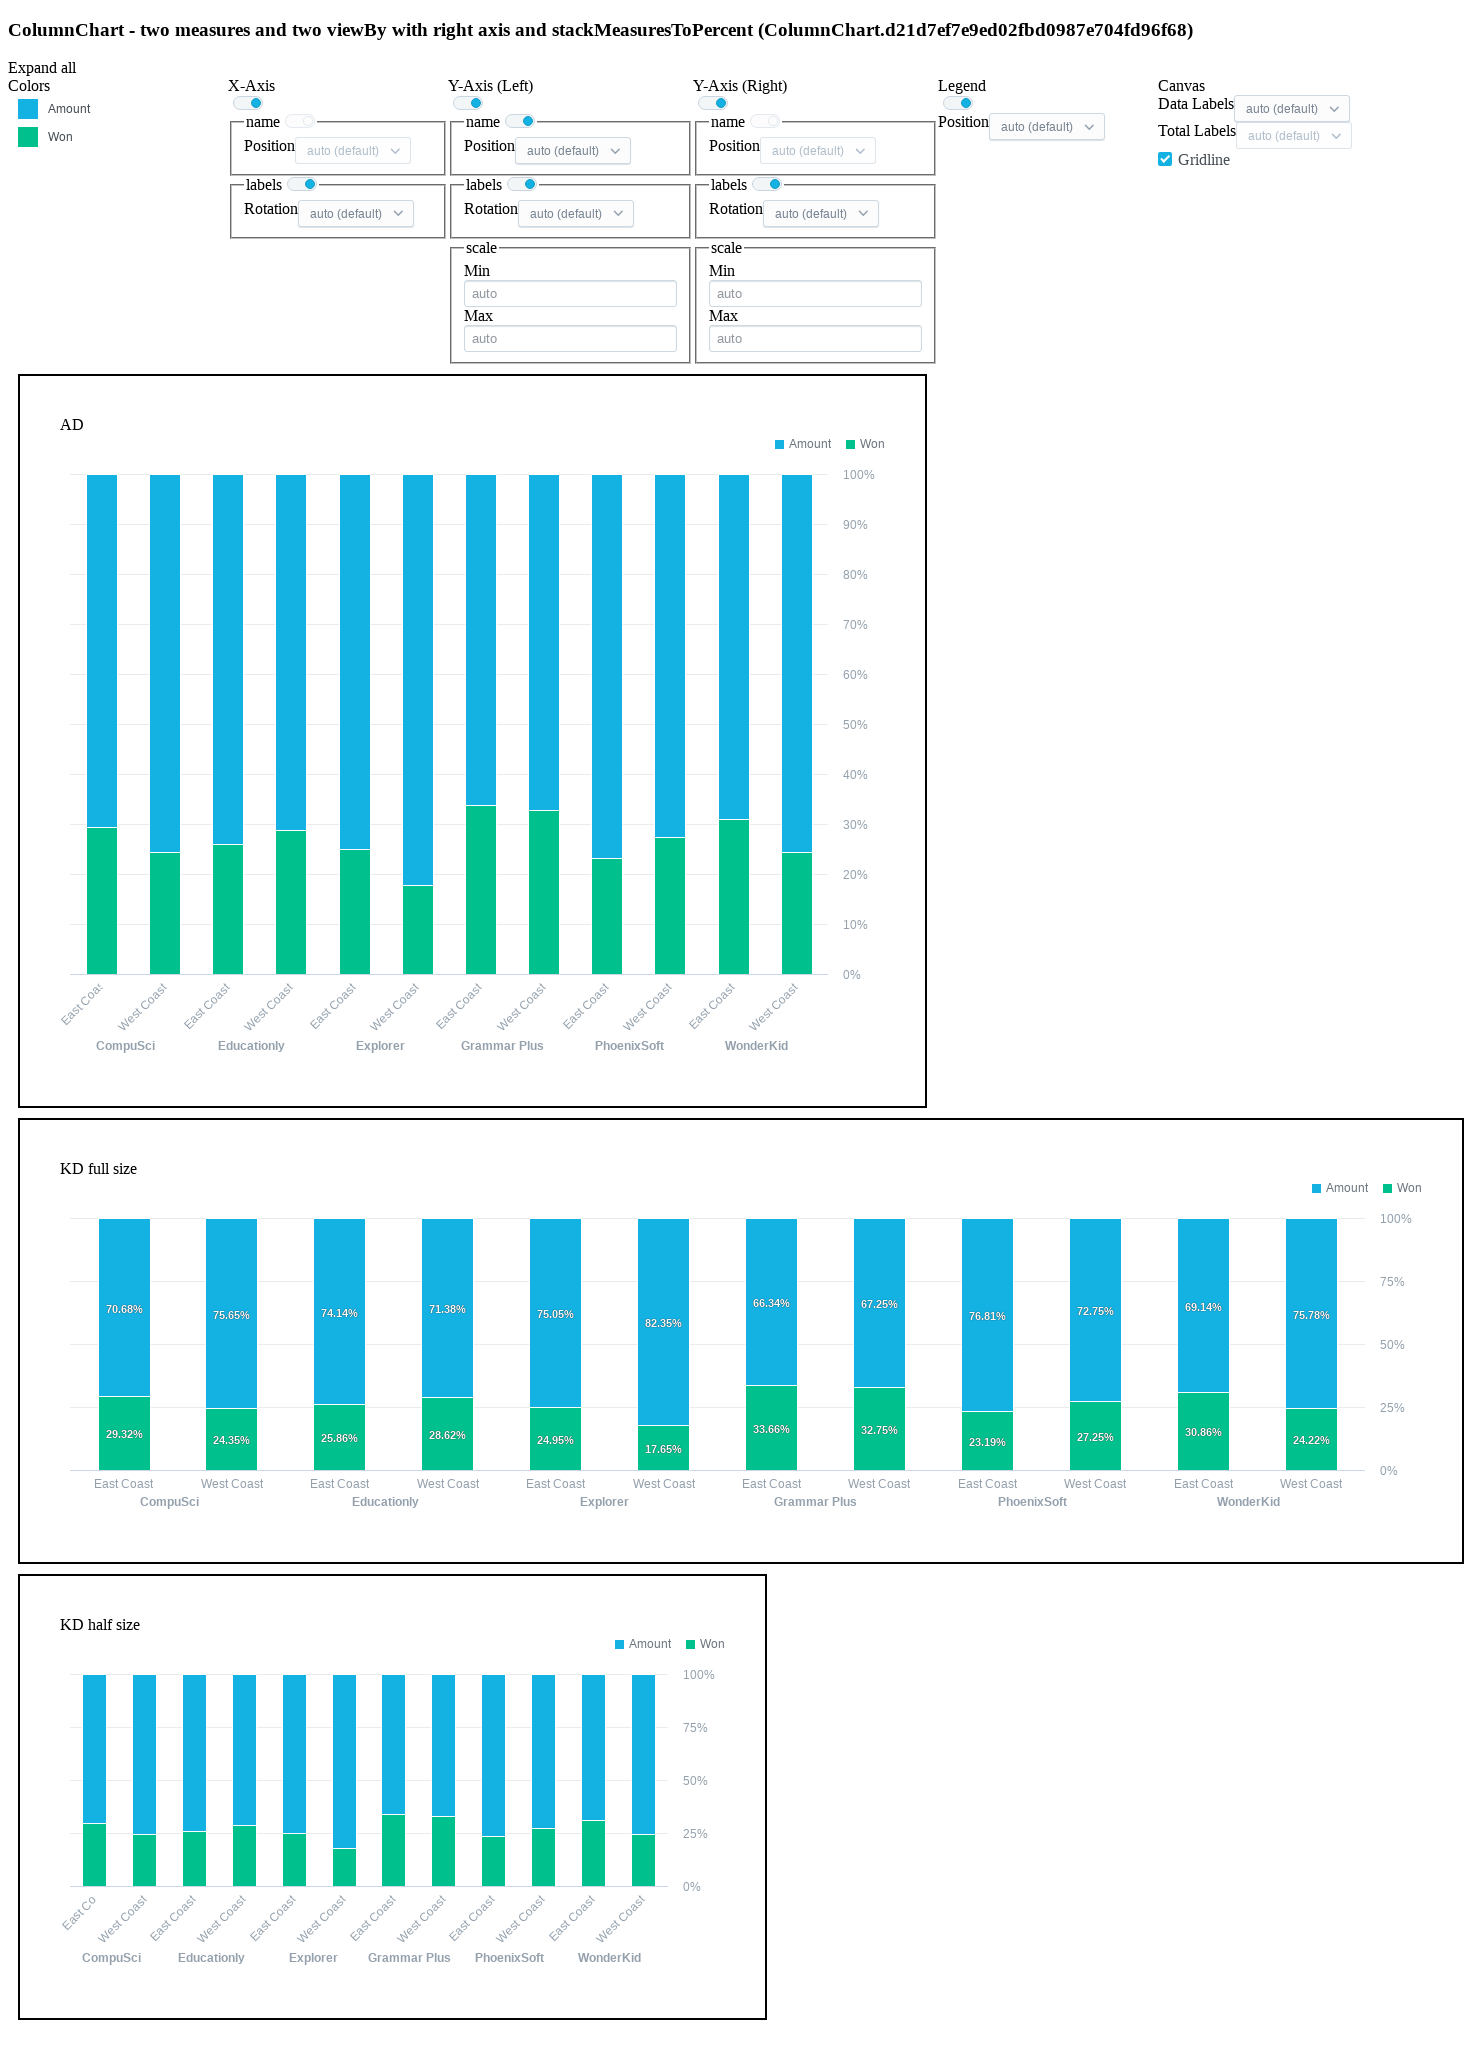 ColumnChart - two measures and two viewBy with right axis and stackMeasuresToPercent (ColumnChart.d21d7ef7e9ed02fbd0987e704fd96f68)
Expand all
Colors
Amount
Won
X-Axis
name
Position auto (default)
labels
Rotation auto (default)
Y-Axis (Left)
name
Position auto (default)
labels
Rotation auto (default)
scale
Min
auto
Max
auto
Y-Axis (Right)
name
Position auto (default)
labels
Rotation auto (default)
scale
Min
auto
Max
auto
Legend
Position auto (default)
Canvas
Data Labels auto (default)
Total Labels auto (default)
Gridline
AD
Amount Won
100%
90%
80%
70%
60%
50%
40%
30%
20%
10%
0%
East Coat West Coast East Coast West Coast East Coast West Coast East Coast West Coast East Coast West Coast East Coast West Coast
CompuSci Educationly Explorer Grammar Plus PhoenixSoft WonderKid
KD full size
Amount Won
100%
75%
50%
25%
0%
70.68% 75.65% 74.14% 71.38% 75.05% 82.35% 66.34% 67.25% 76.81% 72.75% 69.14% 75.78%
29.32% 24.35% 25.86% 28.62% 24.95% 17.65% 33.66% 32.75% 23.19% 27.25% 30.86% 24.22%
East Coast West Coast East Coast West Coast East Coast West Coast East Coast West Coast East Coast West Coast East Coast West Coast
CompuSci Educationly Explorer Grammar Plus PhoenixSoft WonderKid
KD half size
Amount Won
100%
75%
50%
25%
0%
East Co West Coast East Coast West Coast East Coast West Coast East Coast West Coast East Coast West Coast East Coast West Coast
CompuSci Educationly Explorer Grammar Plus PhoenixSoft WonderKid